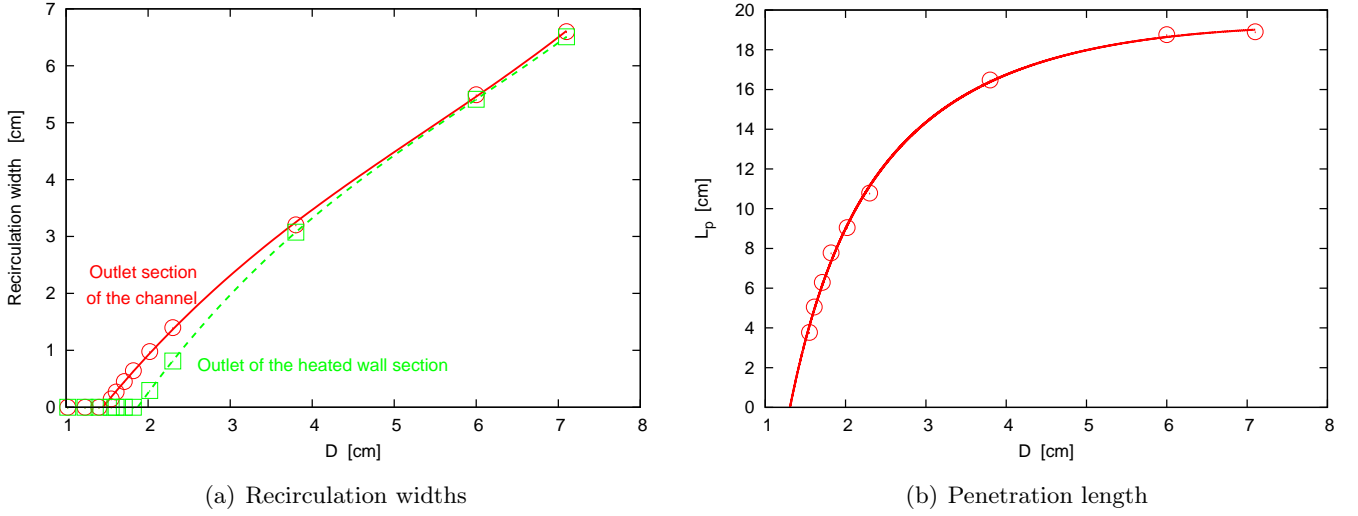 7
6
5
4
3
2
1
0
1 2 3 4 5 6 7 8
Recirculation width [cm]
D [cm]
Outlet section
of the channel
Outlet of the heated wall section
(a) Recirculation widths
20
18
16
14
12
10
8
6
4
2
0
1 2 3 4 5 6 7 8
Lp [cm]
D [cm]
(b) Penetration length